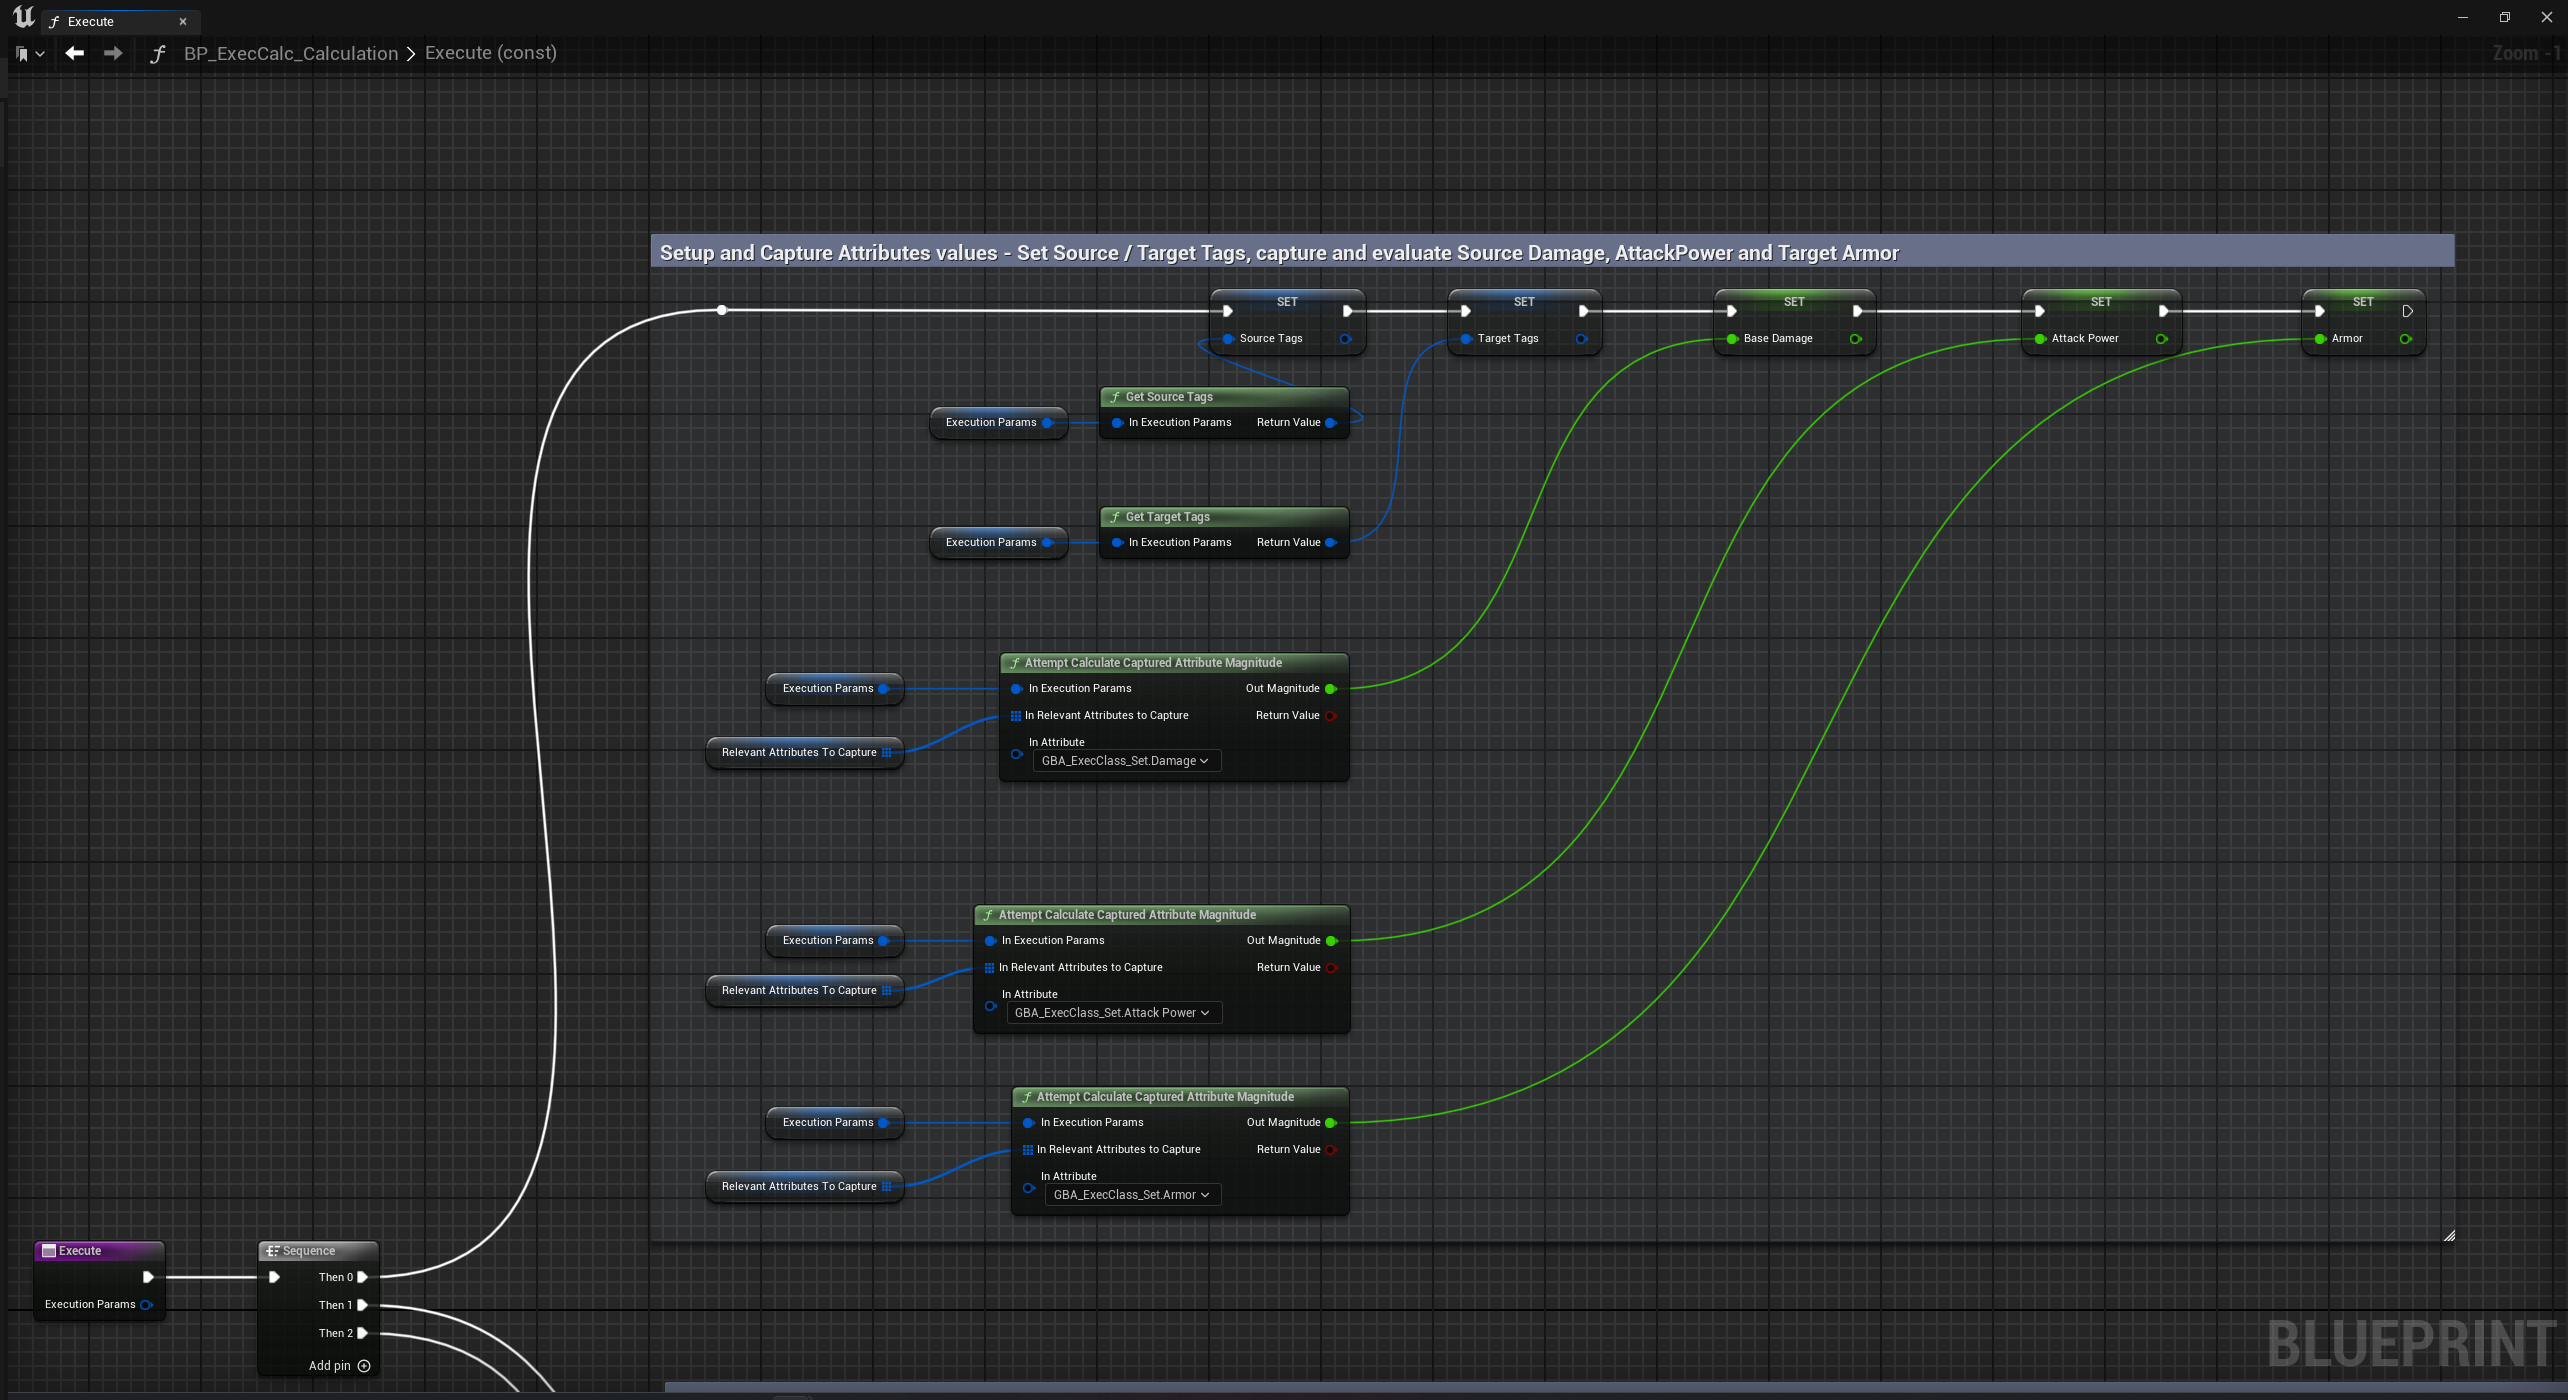 Execute
BP_ExecCalc_Calculation > Execute (const)
Zoom -1
Setup and Capture Attributes values - Set Source / Target Tags, capture and evaluate Source Damage, AttackPower and Target Armor
SET
Source Tags
SET
Target Tags
SET
Base Damage
SET
Attack Power
SET
Armor
Get Source Tags
Execution Params
In Execution Params Return Value
Get Target Tags
Execution Params
In Execution Params Return Value
Attempt Calculate Captured Attribute Magnitude
Execution Params
In Execution Params Out Magnitude
In Relevant Attributes to Capture Return Value
Relevant Attributes To Capture
In Attribute
GBA_ExecClass_Set.Damage
Attempt Calculate Captured Attribute Magnitude
Execution Params
In Execution Params Out Magnitude
In Relevant Attributes to Capture Return Value
Relevant Attributes To Capture
In Attribute
GBA_ExecClass_Set.Attack Power
Attempt Calculate Captured Attribute Magnitude
Execution Params
In Execution Params Out Magnitude
In Relevant Attributes to Capture Return Value
Relevant Attributes To Capture
In Attribute
GBA_ExecClass_Set.Armor
Execute
Execution Params
Sequence
Then 0
Then 1
Then 2
Add pin
BLUEPRINT